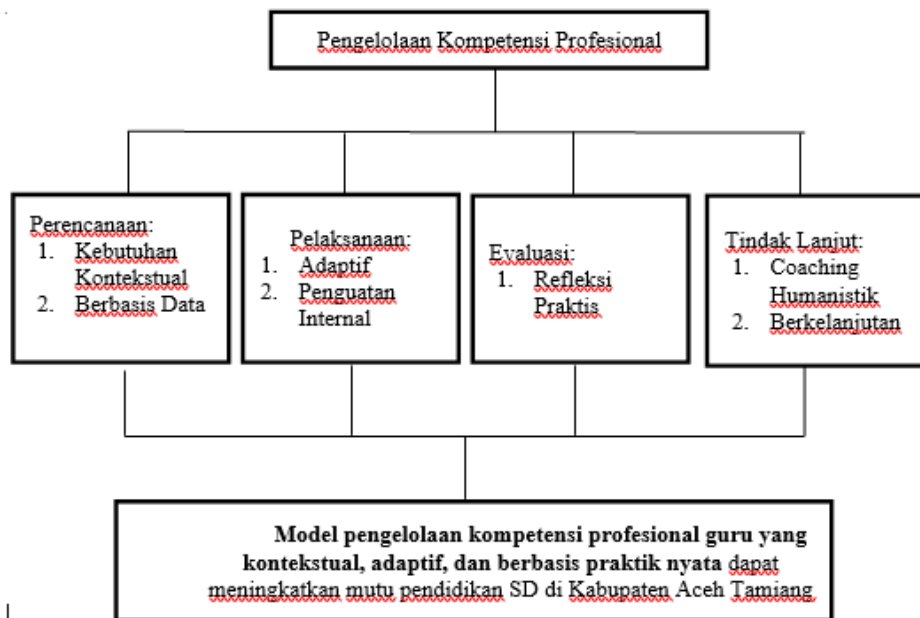 Pengelolaan Kompetensi Profesional
Perencanaan:
1. Kebutuhan
Kontekstual
2. Berbasis Data
Pelaksanaan:
1. Adaptif
2. Penguatan
Internal
Evaluasi:
1. Refleksi
Praktis
Tindak Lanjut:
1. Coaching
Humanistik
2. Berkelanjutan
Model pengelolaan kompetensi profesional guru yang
kontekstual, adaptif, dan berbasis praktik nyata dapat
meningkatkan mutu pendidikan SD di Kabupaten Aceh Tamiang